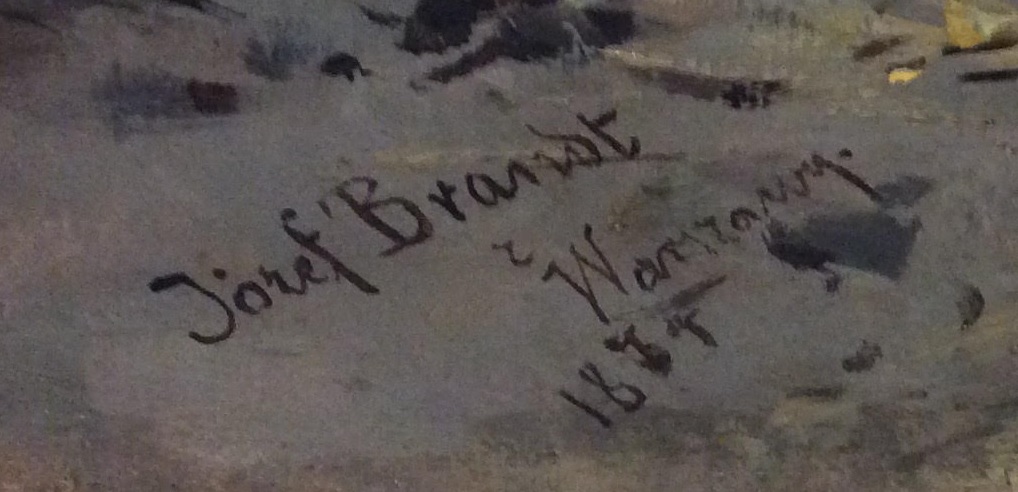 Józef Brandt
z Warszawy.